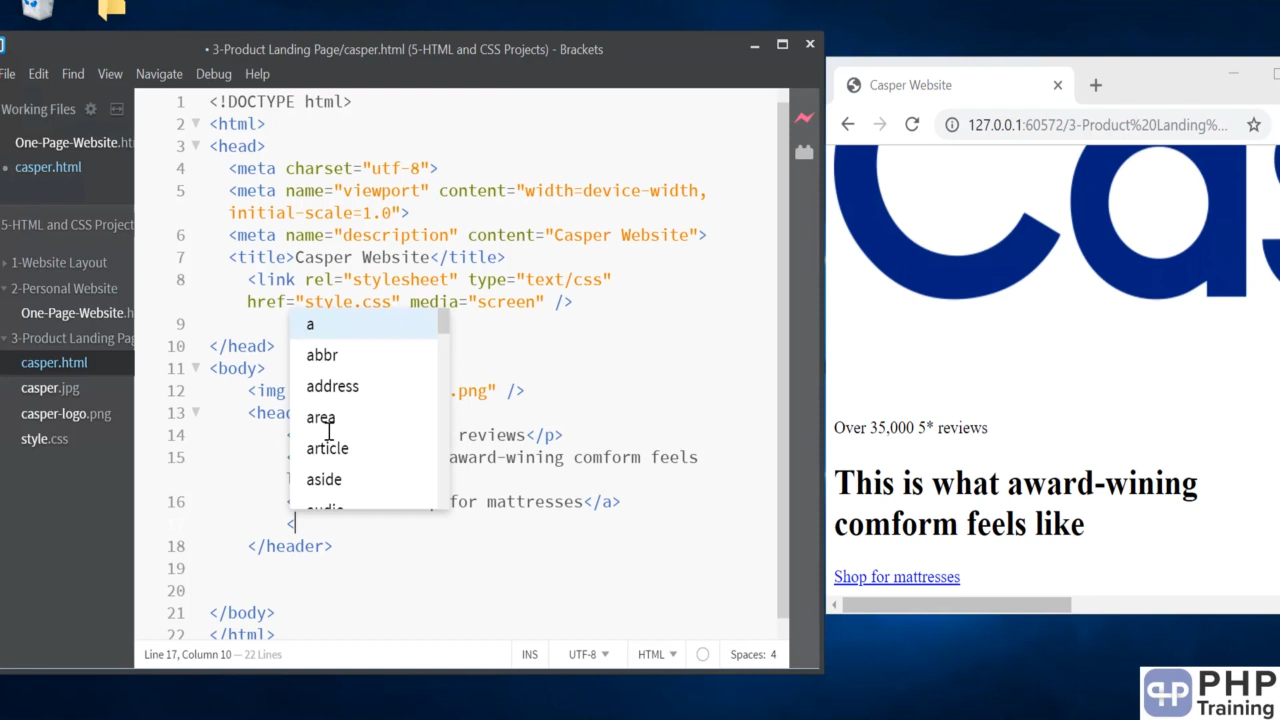 • 3-Product Landing Page/casper.html (5-HTML and CSS Projects) - Brackets
File Edit Find View Navigate Debug Help
Working Files
One-Page-Website.ht
• casper.html
5-HTML and CSS Project
1-Website Layout
2-Personal Website
One-Page-Website.h
3-Product Landing Pag
casper.html
casper.jpg
casper-logo.png
style.css
1 <!DOCTYPE html>
2 <html>
3 <head>
4 <meta charset="utf-8">
5 <meta name="viewport" content="width=device-width,
initial-scale=1.0">
6 <meta name="description" content="Casper Website">
7 <title>Casper Website</title>
8 <link rel="stylesheet" type="text/css"
href="style.css" media="screen" />
9
10 </head>
11 <body>
12 <img .png" />
13 <head
14 < reviews</p>
15 < award-wining comform feels
16 < for mattresses</a>
<
18 </header>
19
20
21 </body>
22 </html>
a
abbr
address
area
article
aside
audio
Line 17, Column 10 — 22 Lines
INS UTF-8 HTML Spaces: 4
Casper Website
127.0.0.1:60572/3-Product%20Landing%...
Cas
Over 35,000 5* reviews
This is what award-wining
comform feels like
Shop for mattresses
php PHP
Training